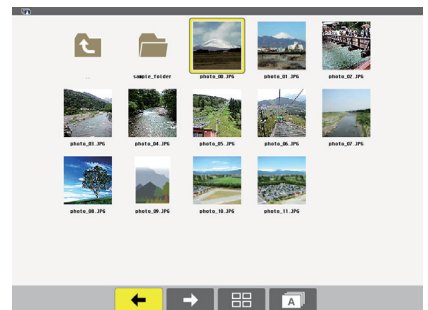 ...
sample_folder
photo_00.JPG
photo_01.JPG
photo_02.JPG
photo_03.JPG
photo_04.JPG
photo_05.JPG
photo_06.JPG
photo_07.JPG
photo_08.JPG
photo_09.JPG
photo_10.JPG
photo_11.JPG
A